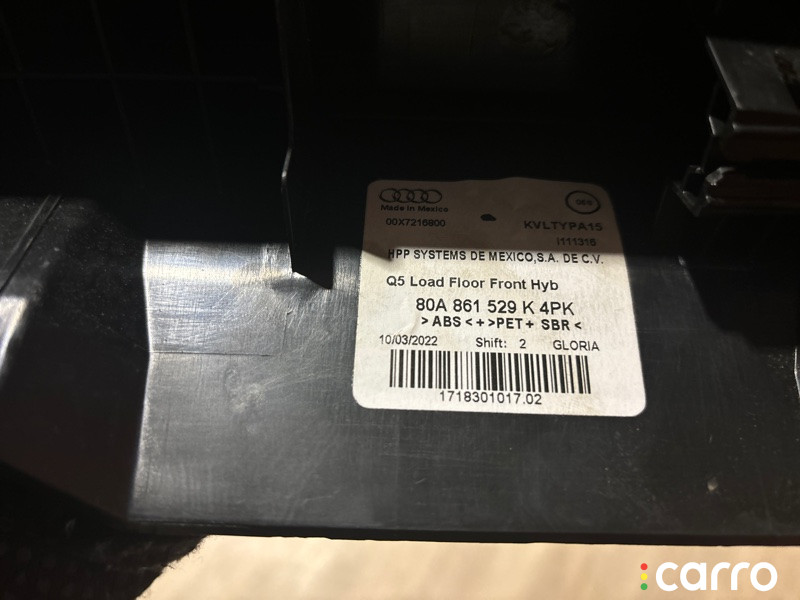 Made in Mexico
00X7216800
KVLTYPA15
I111316
HPP SYSTEMS DE MEXICO,S.A. DE C.V.
Q5 Load Floor Front Hyb
80A 861 529 K 4PK
>ABS<+>PET+ SBR<
10/03/2022 Shift: 2 GLORIA
1718301017.02
carro